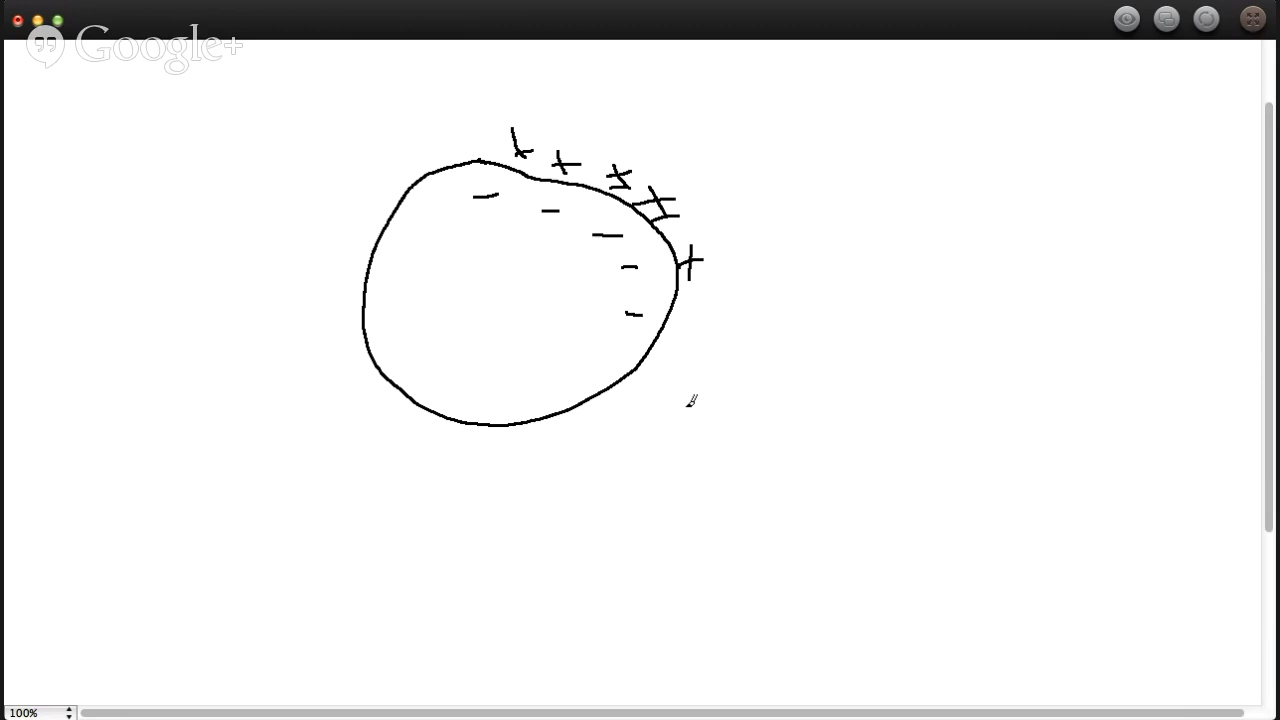 Google+
+ + + + +
- - - - -
100%